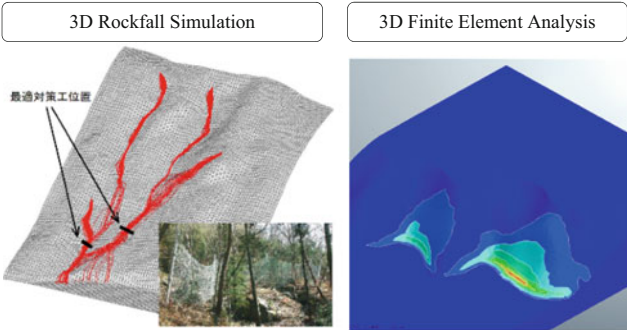 3D Rockfall Simulation
3D Finite Element Analysis
最適対策工位置